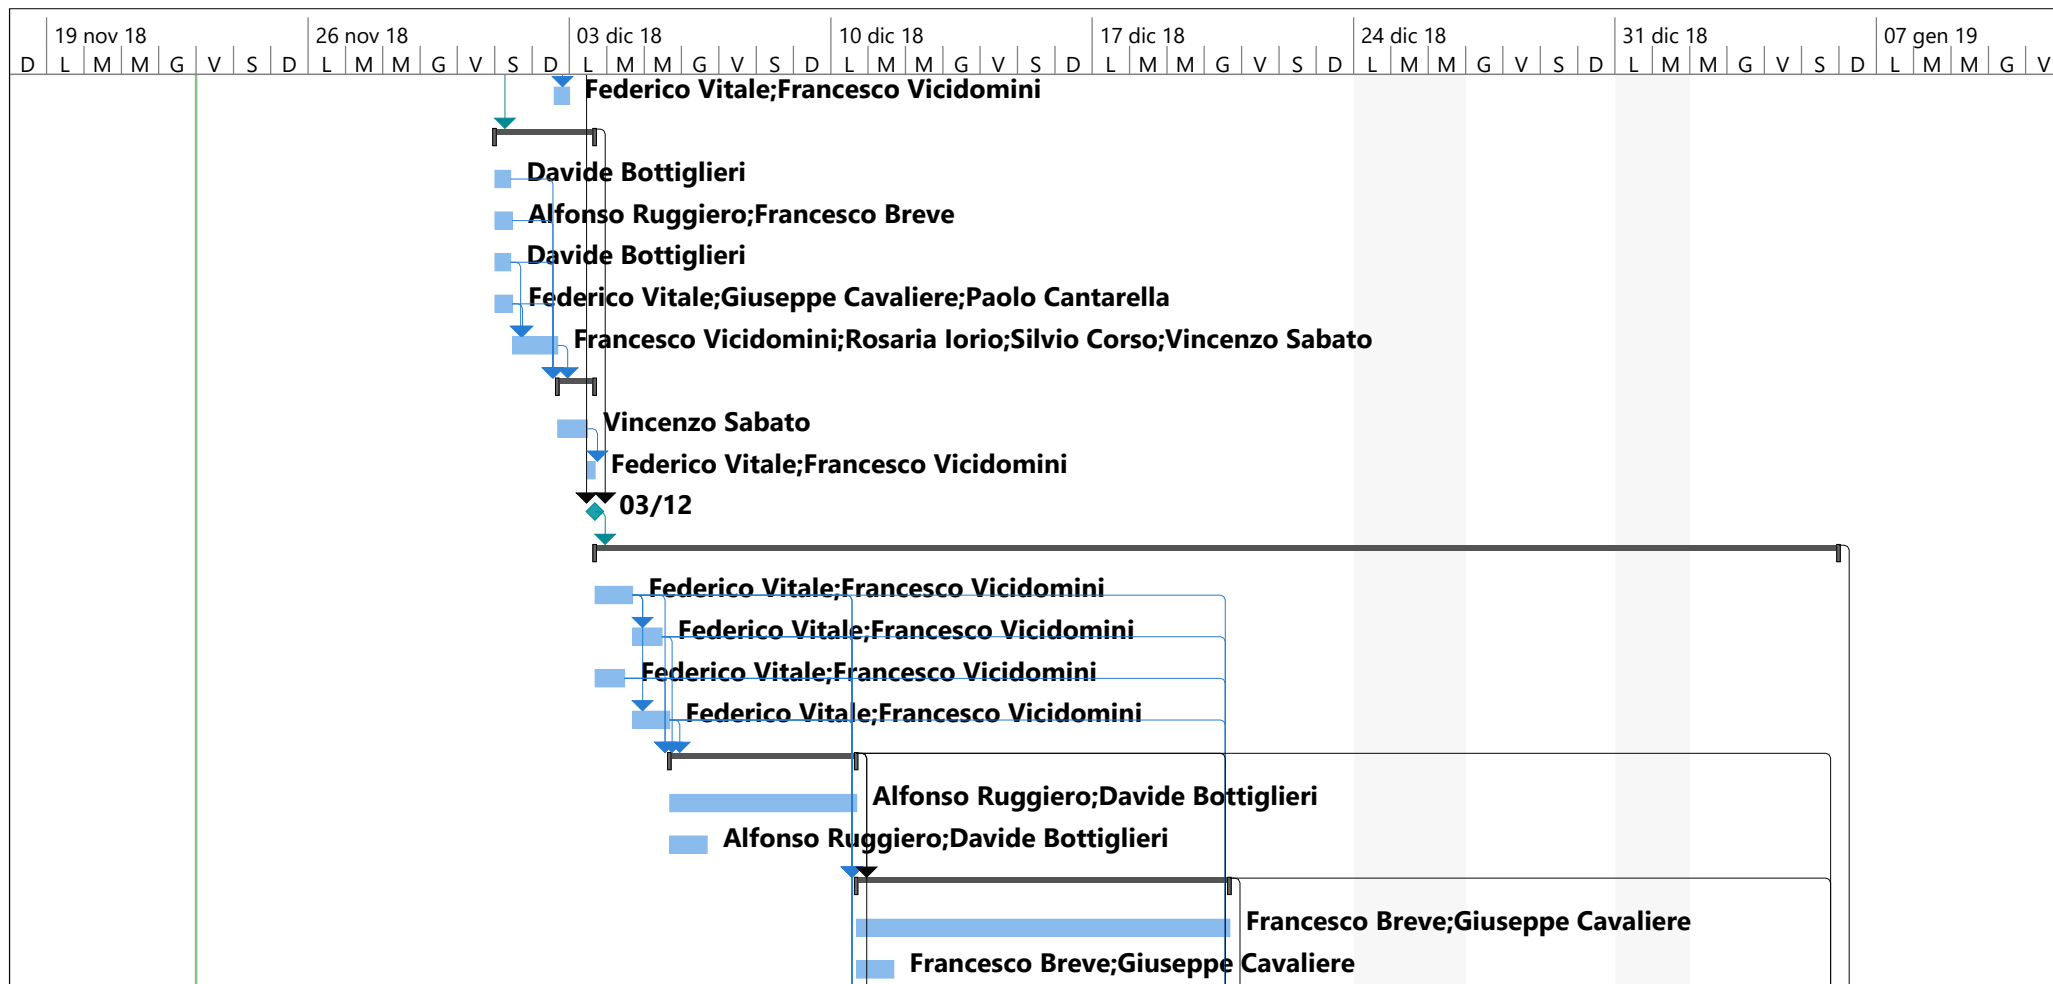 19 nov 18 26 nov 18 03 dic 18 10 dic 18 17 dic 18 24 dic 18 31 dic 18 07 gen 19
D L M M G V S D L M M G V S D L M M G V S D L M M G V S D L M M G V S D L M M G V S D L M M G V S D L M M G V
Federico Vitale;Francesco Vicidomini
Davide Bottiglieri
Alfonso Ruggiero;Francesco Breve
Davide Bottiglieri
Federico Vitale;Giuseppe Cavaliere;Paolo Cantarella
Francesco Vicidomini;Rosaria Iorio;Silvio Corso;Vincenzo Sabato
Vincenzo Sabato
Federico Vitale;Francesco Vicidomini
03/12
Federico Vitale;Francesco Vicidomini
Federico Vitale;Francesco Vicidomini
Federico Vitale;Francesco Vicidomini
Federico Vitale;Francesco Vicidomini
Alfonso Ruggiero;Davide Bottiglieri
Alfonso Ruggiero;Davide Bottiglieri
Francesco Breve;Giuseppe Cavaliere
Francesco Breve;Giuseppe Cavaliere